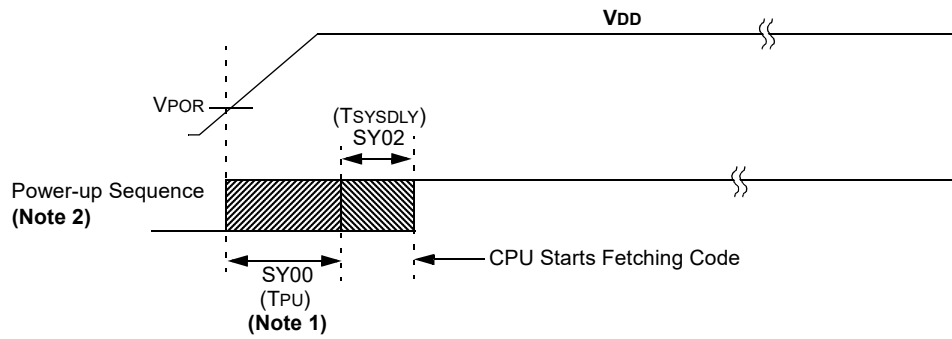 VDD
VPOR
(TSYSDLY)
SY02
Power-up Sequence
(Note 2)
CPU Starts Fetching Code
SY00
(TPU)
(Note 1)